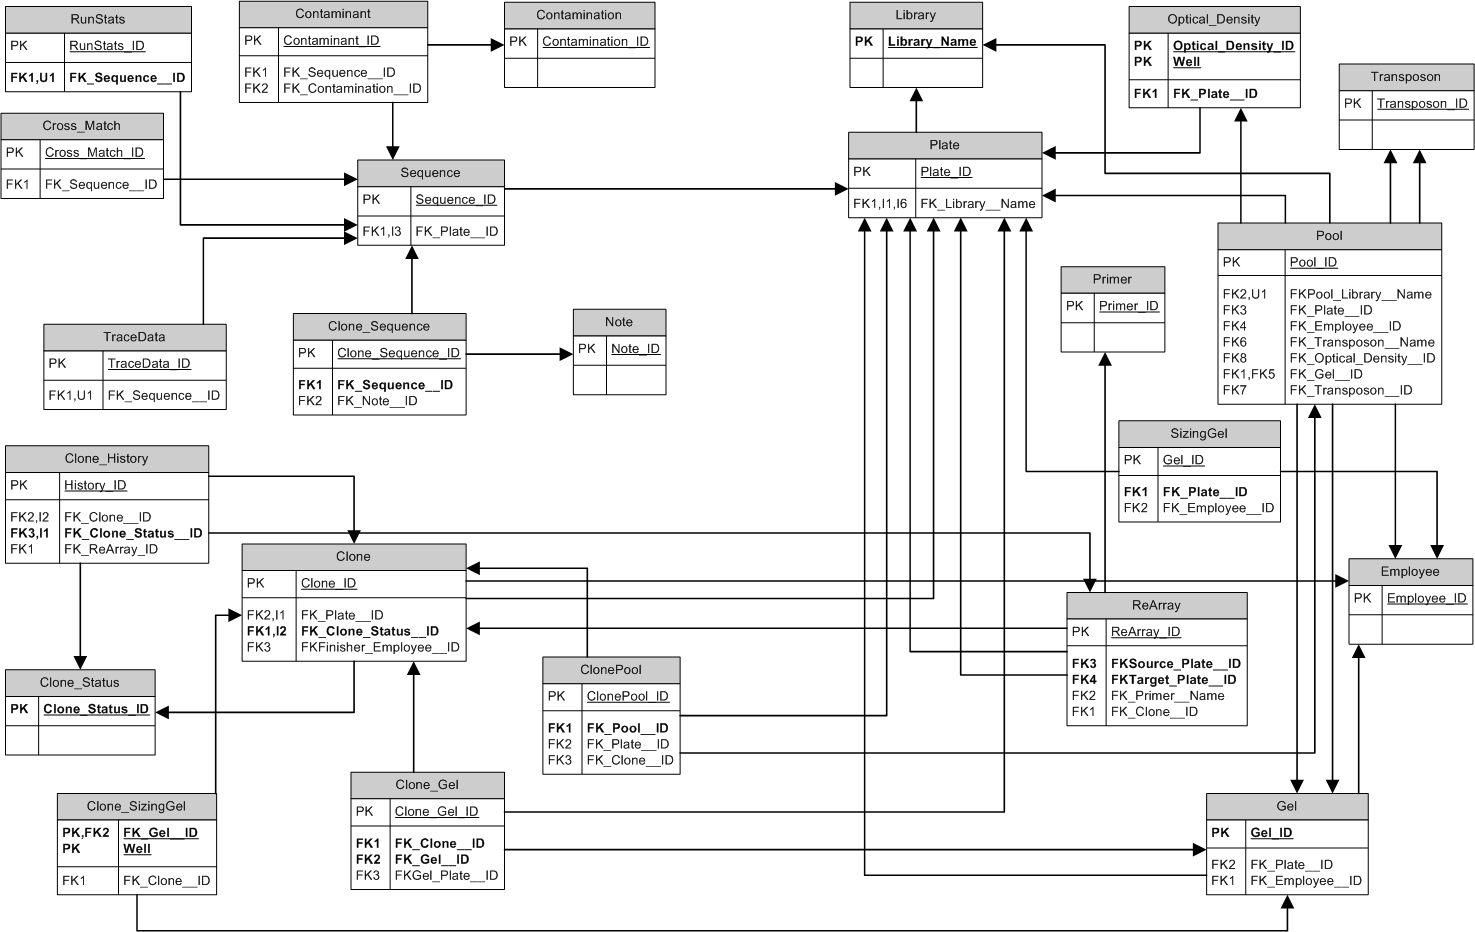 RunStats
PK RunStats_ID
FK1,U1 FK_Sequence__ID
Contaminant
PK Contaminant_ID
FK1 FK_Sequence__ID
FK2 FK_Contamination__ID
Contamination
PK Contamination_ID
Library
PK Library_Name
Optical_Density
PK Optical_Density_ID
PK Well
FK1 FK_Plate__ID
Transposon
PK Transposon_ID
Cross_Match
PK Cross_Match_ID
FK1 FK_Sequence__ID
Sequence
PK Sequence_ID
FK1,I3 FK_Plate__ID
Plate
PK Plate_ID
FK1,I1,I6 FK_Library__Name
Pool
PK Pool_ID
FK2,U1 FKPool_Library__Name
FK3 FK_Plate__ID
FK4 FK_Employee__ID
FK6 FK_Transposon__Name
FK8 FK_Optical_Density__ID
FK1,FK5 FK_Gel__ID
FK7 FK_Transposon__ID
Primer
PK Primer_ID
TraceData
PK TraceData_ID
FK1,U1 FK_Sequence__ID
Clone_Sequence
PK Clone_Sequence_ID
FK1 FK_Sequence__ID
FK2 FK_Note__ID
Note
PK Note_ID
SizingGel
PK Gel_ID
FK1 FK_Plate__ID
FK2 FK_Employee__ID
Clone_History
PK History_ID
FK2,I2 FK_Clone__ID
FK3,I1 FK_Clone_Status__ID
FK1 FK_ReArray_ID
Clone
PK Clone_ID
FK2,I1 FK_Plate__ID
FK1,I2 FK_Clone_Status__ID
FK3 FKFinisher_Employee__ID
Employee
PK Employee_ID
ReArray
PK ReArray_ID
FK3 FKSource_Plate__ID
FK4 FKTarget_Plate__ID
FK2 FK_Primer__Name
FK1 FK_Clone__ID
Clone_Status
PK Clone_Status_ID
ClonePool
PK ClonePool_ID
FK1 FK_Pool__ID
FK2 FK_Plate__ID
FK3 FK_Clone__ID
Clone_SizingGel
PK,FK2 FK_Gel__ID
PK Well
FK1 FK_Clone__ID
Clone_Gel
PK Clone_Gel_ID
FK1 FK_Clone__ID
FK2 FK_Gel__ID
FK3 FKGel_Plate__ID
Gel
PK Gel_ID
FK2 FK_Plate__ID
FK1 FK_Employee__ID